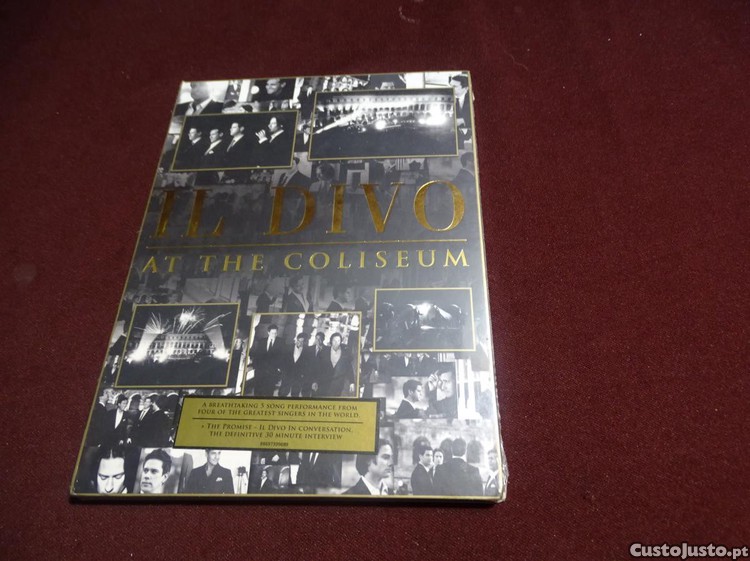 IL DIVO
AT THE COLISEUM
A BREATHTAKING 5 SONG PERFORMANCE FROM
FOUR OF THE GREATEST SINGERS IN THE WORLD.
+ THE PROMISE - IL DIVO IN CONVERSATION,
THE DEFINITIVE 30 MINUTE INTERVIEW
CustoJusto.pt